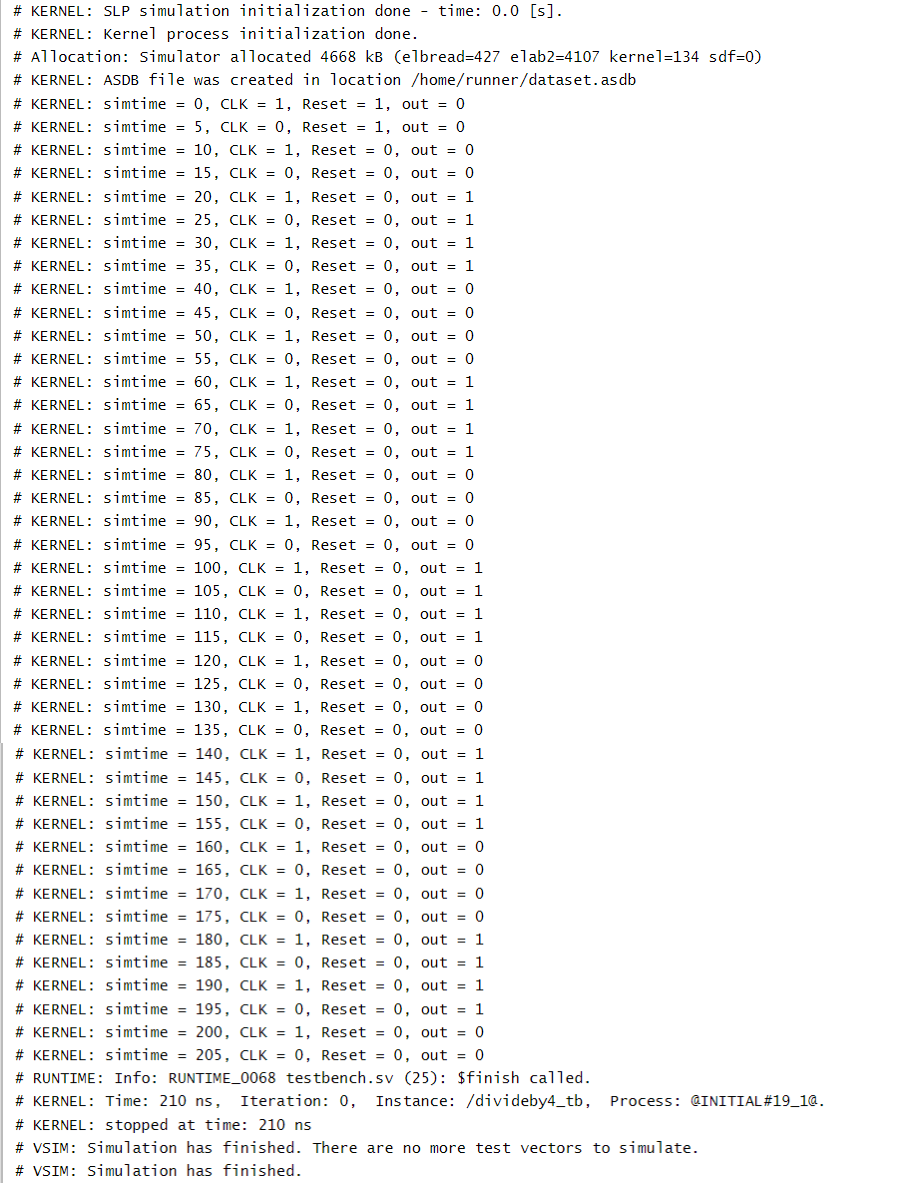 # KERNEL: SLP simulation initialization done - time: 0.0 [s].
# KERNEL: Kernel process initialization done.
# Allocation: Simulator allocated 4668 kB (elbread=427 elab2=4107 kernel=134 sdf=0)
# KERNEL: ASDB file was created in location /home/runner/dataset.asdb
# KERNEL: simtime = 0, CLK = 1, Reset = 1, out = 0
# KERNEL: simtime = 5, CLK = 0, Reset = 1, out = 0
# KERNEL: simtime = 10, CLK = 1, Reset = 0, out = 0
# KERNEL: simtime = 15, CLK = 0, Reset = 0, out = 0
# KERNEL: simtime = 20, CLK = 1, Reset = 0, out = 1
# KERNEL: simtime = 25, CLK = 0, Reset = 0, out = 1
# KERNEL: simtime = 30, CLK = 1, Reset = 0, out = 1
# KERNEL: simtime = 35, CLK = 0, Reset = 0, out = 1
# KERNEL: simtime = 40, CLK = 1, Reset = 0, out = 0
# KERNEL: simtime = 45, CLK = 0, Reset = 0, out = 0
# KERNEL: simtime = 50, CLK = 1, Reset = 0, out = 0
# KERNEL: simtime = 55, CLK = 0, Reset = 0, out = 0
# KERNEL: simtime = 60, CLK = 1, Reset = 0, out = 1
# KERNEL: simtime = 65, CLK = 0, Reset = 0, out = 1
# KERNEL: simtime = 70, CLK = 1, Reset = 0, out = 1
# KERNEL: simtime = 75, CLK = 0, Reset = 0, out = 1
# KERNEL: simtime = 80, CLK = 1, Reset = 0, out = 0
# KERNEL: simtime = 85, CLK = 0, Reset = 0, out = 0
# KERNEL: simtime = 90, CLK = 1, Reset = 0, out = 0
# KERNEL: simtime = 95, CLK = 0, Reset = 0, out = 0
# KERNEL: simtime = 100, CLK = 1, Reset = 0, out = 1
# KERNEL: simtime = 105, CLK = 0, Reset = 0, out = 1
# KERNEL: simtime = 110, CLK = 1, Reset = 0, out = 1
# KERNEL: simtime = 115, CLK = 0, Reset = 0, out = 1
# KERNEL: simtime = 120, CLK = 1, Reset = 0, out = 0
# KERNEL: simtime = 125, CLK = 0, Reset = 0, out = 0
# KERNEL: simtime = 130, CLK = 1, Reset = 0, out = 0
# KERNEL: simtime = 135, CLK = 0, Reset = 0, out = 0
# KERNEL: simtime = 140, CLK = 1, Reset = 0, out = 1
# KERNEL: simtime = 145, CLK = 0, Reset = 0, out = 1
# KERNEL: simtime = 150, CLK = 1, Reset = 0, out = 1
# KERNEL: simtime = 155, CLK = 0, Reset = 0, out = 1
# KERNEL: simtime = 160, CLK = 1, Reset = 0, out = 0
# KERNEL: simtime = 165, CLK = 0, Reset = 0, out = 0
# KERNEL: simtime = 170, CLK = 1, Reset = 0, out = 0
# KERNEL: simtime = 175, CLK = 0, Reset = 0, out = 0
# KERNEL: simtime = 180, CLK = 1, Reset = 0, out = 1
# KERNEL: simtime = 185, CLK = 0, Reset = 0, out = 1
# KERNEL: simtime = 190, CLK = 1, Reset = 0, out = 1
# KERNEL: simtime = 195, CLK = 0, Reset = 0, out = 1
# KERNEL: simtime = 200, CLK = 1, Reset = 0, out = 0
# KERNEL: simtime = 205, CLK = 0, Reset = 0, out = 0
# RUNTIME: Info: RUNTIME_0068 testbench.sv (25): $finish called.
# KERNEL: Time: 210 ns,  Iteration: 0,  Instance: /divideby4_tb,  Process: @INITIAL#19_1@.
# KERNEL: stopped at time: 210 ns
# VSIM: Simulation has finished. There are no more test vectors to simulate.
# VSIM: Simulation has finished.